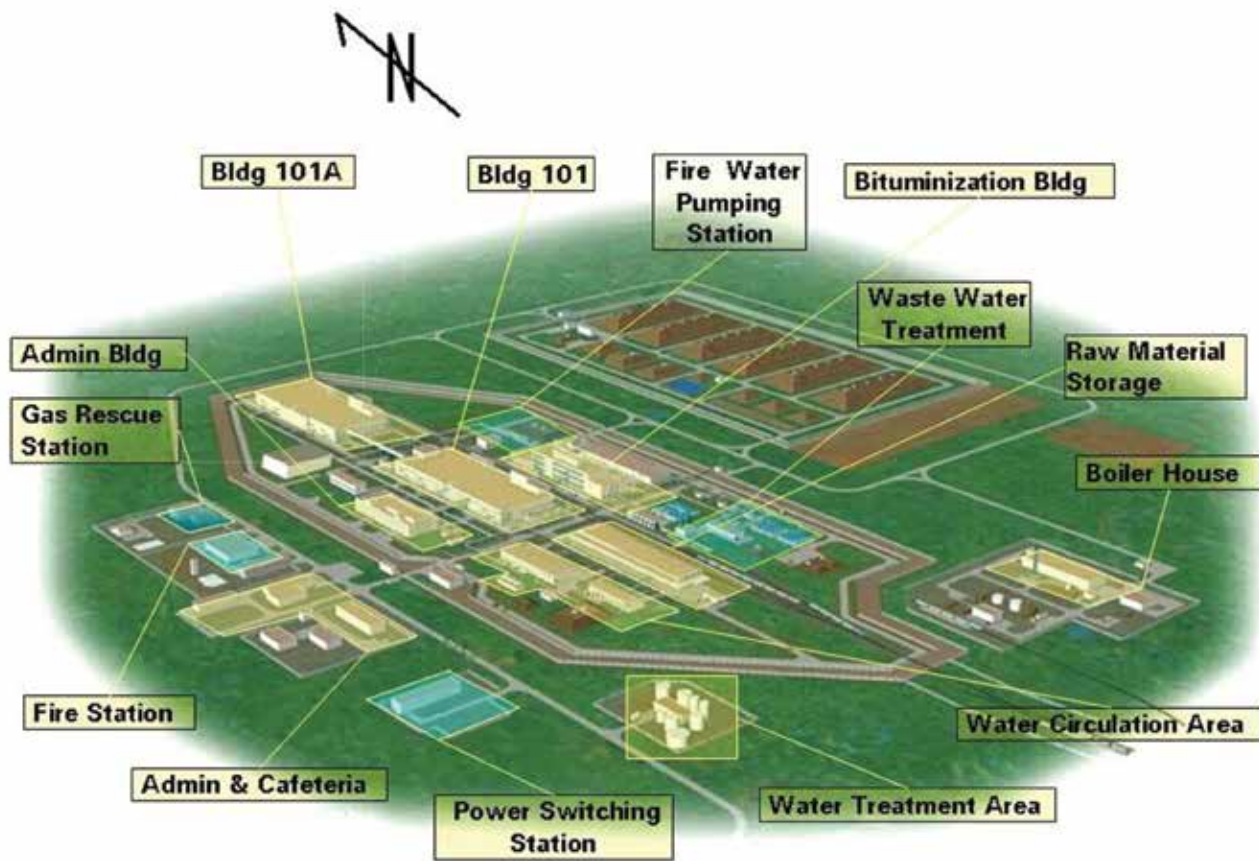 N
Bldg 101A
Bldg 101
Fire Water
Pumping
Station
Bituminization Bldg
Waste Water
Treatment
Raw Material
Storage
Admin Bldg
Gas Rescue
Station
Boiler House
Fire Station
Water Circulation Area
Admin & Cafeteria
Power Switching
Station
Water Treatment Area